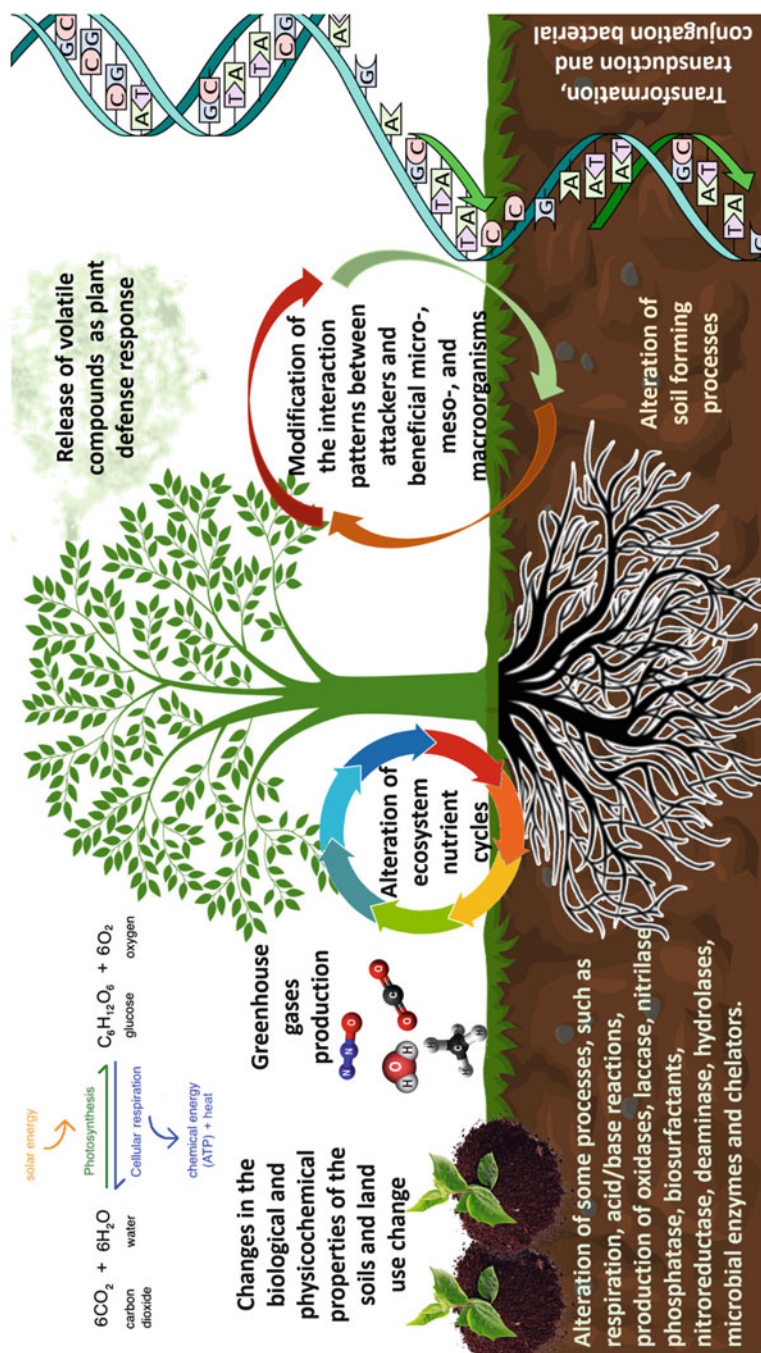 solar energy
6CO2 + 6H2O
Photosynthesis
C6H12O6 + 6O2
carbon dioxide
water
Cellular respiration
glucose
oxygen
chemical energy
(ATP) + heat
Changes in the
biological and
physicochemical
properties of the
soils and land
use change
Greenhouse
gases
production
N
N
O
O
C
O
O
H
H
C
H
H
H
H
Alteration of
ecosystem
nutrient
cycles
Release of volatile
compounds as plant
defense response
Modification of
the interaction
patterns between
attackers and
beneficial micro-,
meso-, and
macroorganisms
Alteration of some processes, such as
respiration, acid/base reactions,
production of oxidases, laccase, nitrilase,
phosphatase, biosurfactants,
nitroreductase, deaminase, hydrolases,
microbial enzymes and chelators.
Alteration of
soil forming
processes
Transformation,
transduction and
conjugation bacterial
G C
C G
C G
A T
G C
T A
T A
C G
A
G
A
G C
T A
T A
C
C
G
A
A T
A T
G C
T A
T A